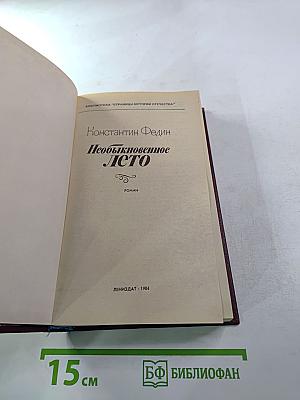 БИБЛИОТЕКА "СТРАНИЦЫ ИСТОРИИ ОТЕЧЕСТВА"
Константин Федин
Необыкновенное
ЛЕТО
РОМАН
ЛЕНИЗДАТ · 1984
15 см
БФ БИБЛИОФАН